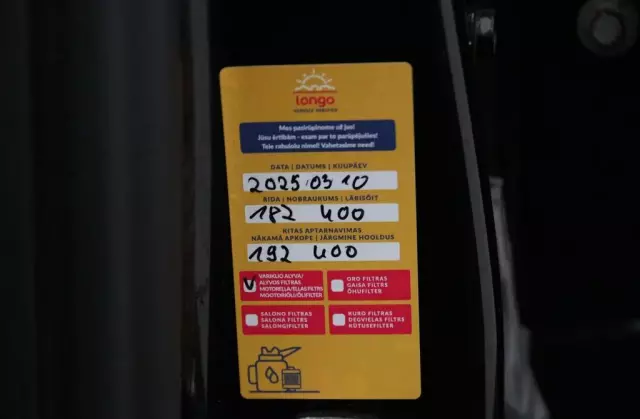 longo
Mes pasirūpinome už jus!
Jūsu ērtībām - esam par to parūpējušies!
Teie rahulolu nimel! Vahetasime need!
DATA | DATUMS | KUUPÄEV
2025.03 10
RIDA | NOBRAUKUMS | LÄBISÕIT
182 400
KITAS APTARNAVIMAS
NĀKAMĀ APKOPE | JÄRGMINE HOOLDUS
192 400
V VARIKLIO ALYVA/
ALYVOS FILTRAS
MOTOREĻĻA/EĻĻAS FILTRS
MOOTORIÕLI/ÕLIFILTER
ORO FILTRAS
GAISA FILTRS
ÕHUFILTER
SALONO FILTRAS
SALONA FILTRS
SALONGIFILTER
KURO FILTRAS
DEGVIELAS FILTRS
KÜTUSEFILTER